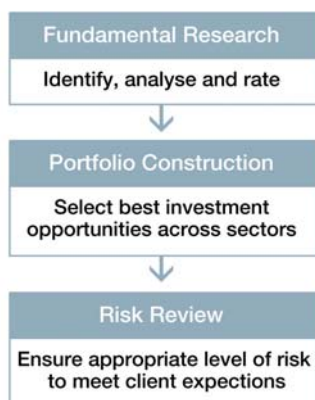 Fundamental Research
Identify, analyse and rate
Portfolio Construction
Select best investment
opportunities across sectors
Risk Review
Ensure appropriate level of risk
to meet client expections